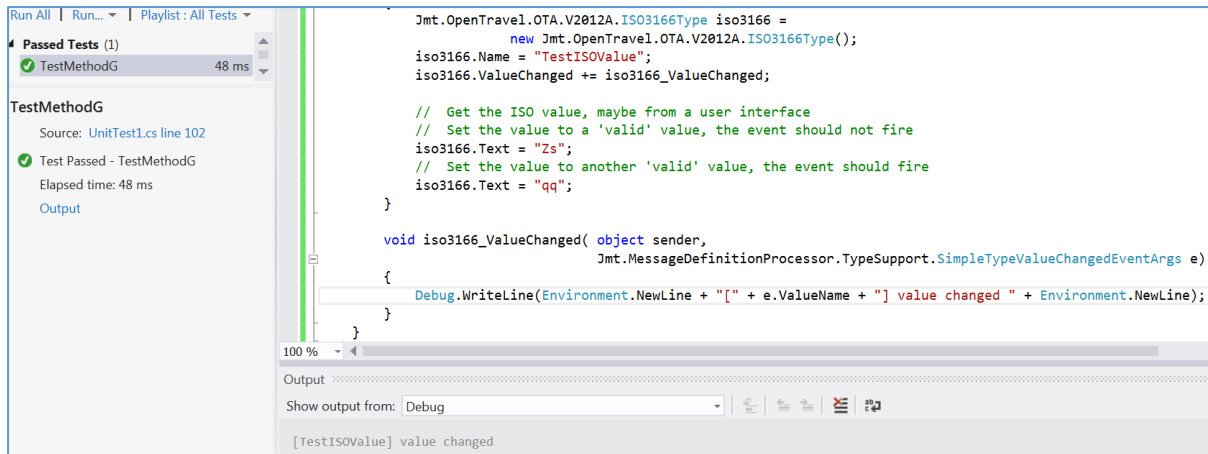 Run All | Run... | Playlist : All Tests
Passed Tests (1)
TestMethodG 48 ms
TestMethodG
Source: UnitTest1.cs line 102
Test Passed - TestMethodG
Elapsed time: 48 ms
Output
Jmt.OpenTravel.OTA.V2012A.ISO3166Type iso3166 =
new Jmt.OpenTravel.OTA.V2012A.ISO3166Type();
iso3166.Name = "TestISOValue";
iso3166.ValueChanged += iso3166_ValueChanged;
// Get the ISO value, maybe from a user interface
// Set the value to a 'valid' value, the event should not fire
iso3166.Text = "Zs";
// Set the value to another 'valid' value, the event should fire
iso3166.Text = "qq";
}
void iso3166_ValueChanged( object sender,
Jmt.MessageDefinitionProcessor.TypeSupport.SimpleTypeValueChangedEventArgs e)
{
Debug.WriteLine(Environment.NewLine + "[" + e.ValueName + "] value changed " + Environment.NewLine);
}
}
100 %
Output
Show output from: Debug
[TestISOValue] value changed